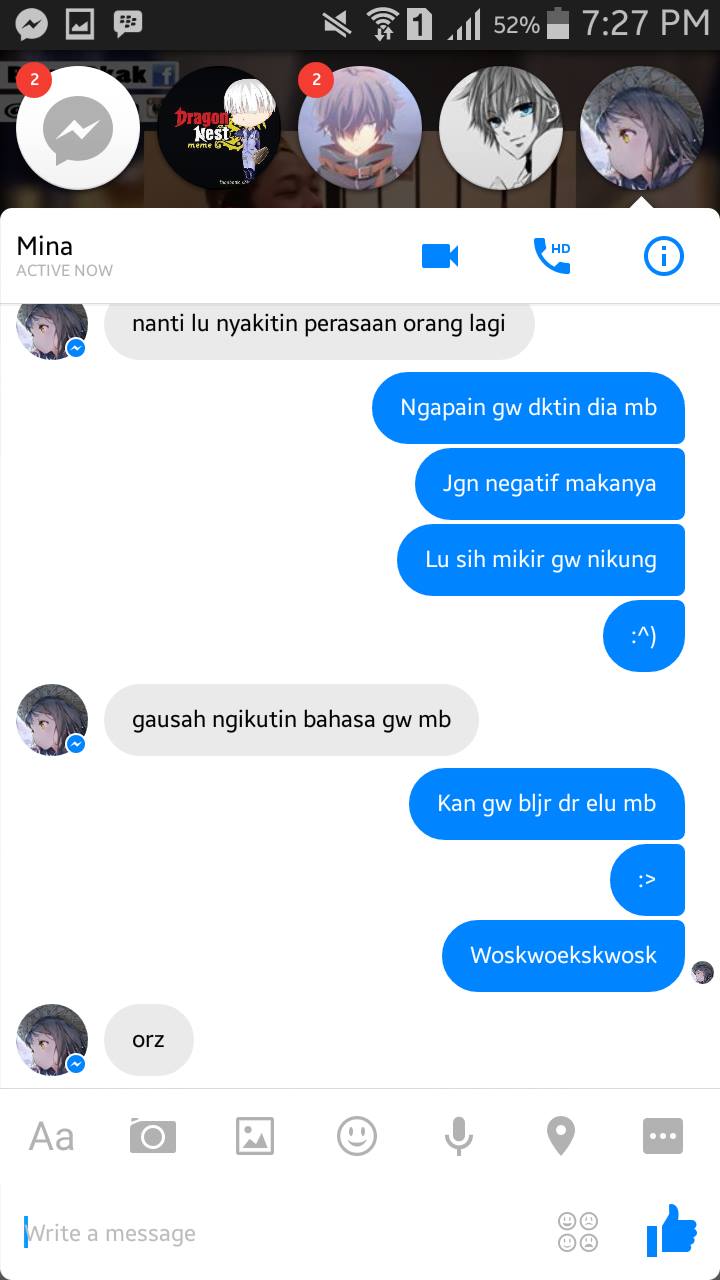 52% 7:27 PM
2
2
Dragon
Nest
meme
Mina
ACTIVE NOW
HD
nanti lu nyakitin perasaan orang lagi
Ngapain gw dktin dia mb
Jgn negatif makanya
Lu sih mikir gw nikung
:^)
gausah ngikutin bahasa gw mb
Kan gw bljr dr elu mb
:>
Woskwoekskwosk
orz
Aa
Write a message